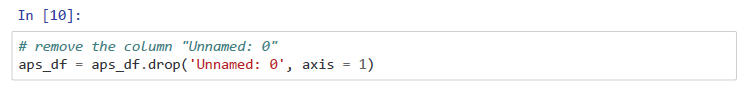 In [10]:
# remove the column "Unnamed: 0"
aps_df = aps_df.drop('Unnamed: 0', axis = 1)